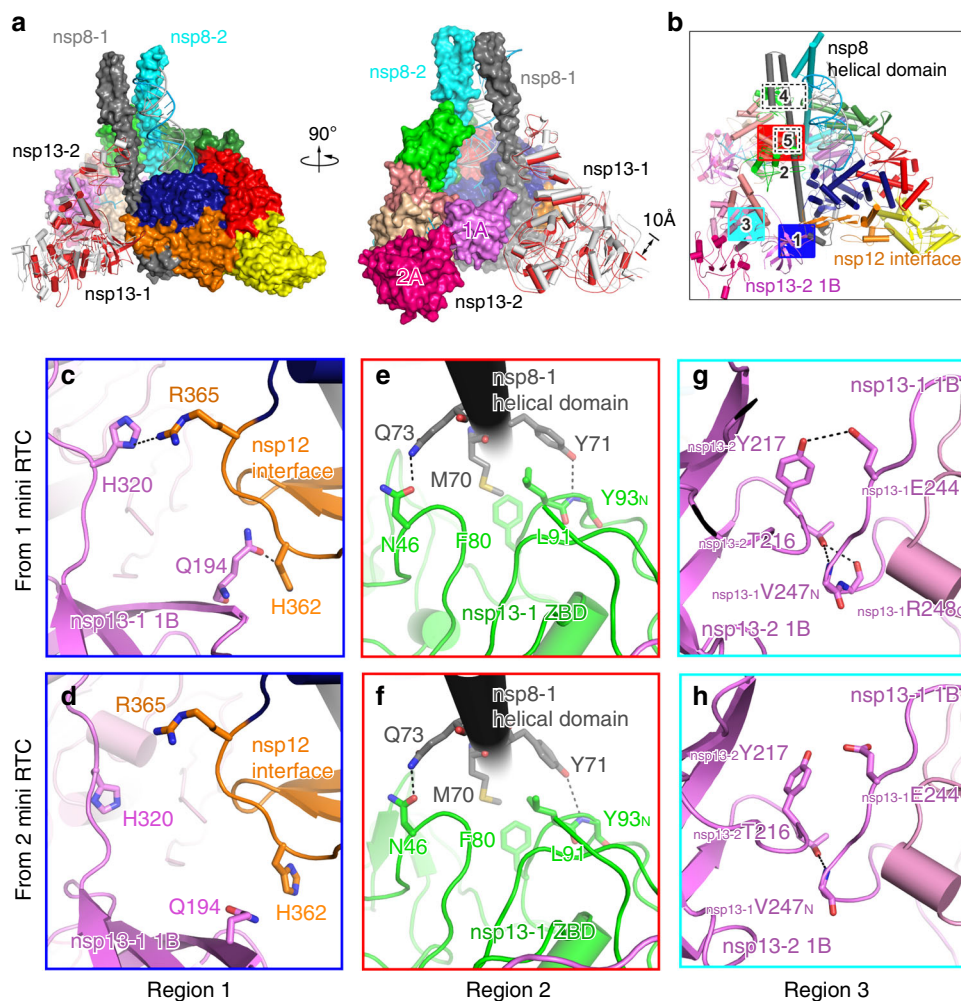 a
nsp8-1
nsp8-2
nsp13-2
nsp13-1
90°
nsp8-2
nsp8-1
nsp13-1
10Å
1A
2A
nsp13-2
b
nsp8
helical domain
4
5
2
3
1
nsp12 interface
nsp13-2 1B
From 1 mini RTC
c
R365
nsp12
interface
H320
Q194
H362
nsp13-1 1B
e
nsp8-1
helical domain
Q73
Y71
M70
Y93N
N46
F80
L91
nsp13-1 ZBD
g
nsp13-1 1B
nsp13-2Y217
nsp13-1E244
nsp13-2T216
nsp13-1V247N
nsp13-1R248O
nsp13-2 1B
From 2 mini RTC
d
R365
nsp12
interface
H320
H362
Q194
nsp13-1 1B
f
nsp8-1
helical domain
Q73
Y71
M70
Y93N
N46
F80
L91
nsp13-1 ZBD
h
nsp13-1 1B
nsp13-2Y217
nsp13-1E244
nsp13-2T216
nsp13-1V247N
nsp13-2 1B
Region 1
Region 2
Region 3